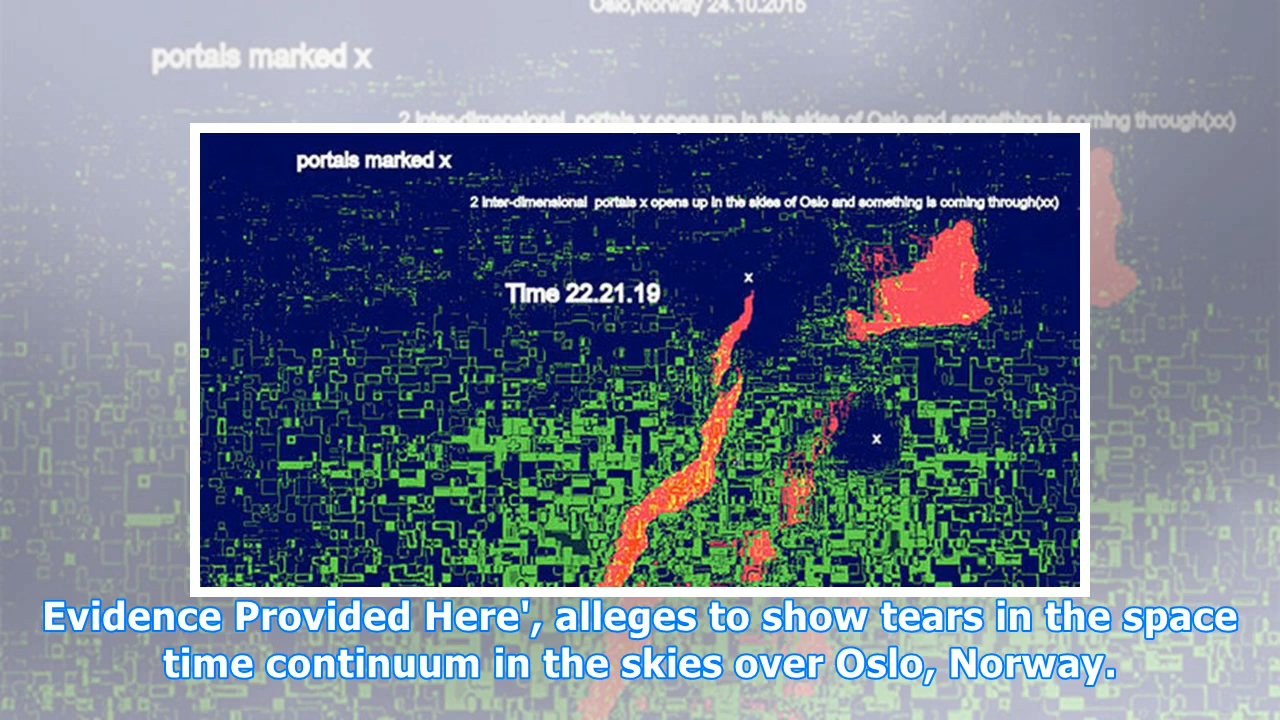 Oslo,Norway 24.10.2015
portals marked x
2 inter-dimensional portals x opens up in the skies of Oslo and something is coming through(xx)
portals marked x
2 inter-dimensional portals x opens up in the skies of Oslo and something is coming through(xx)
x
Time 22.21.19
x
Evidence Provided Here', alleges to show tears in the space
time continuum in the skies over Oslo, Norway.